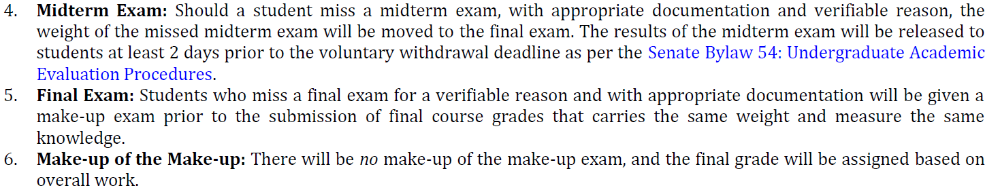 4. Midterm Exam: Should a student miss a midterm exam, with appropriate documentation and verifiable reason, the
weight of the missed midterm exam will be moved to the final exam. The results of the midterm exam will be released to
students at least 2 days prior to the voluntary withdrawal deadline as per the Senate Bylaw 54: Undergraduate Academic
Evaluation Procedures.
5. Final Exam: Students who miss a final exam for a verifiable reason and with appropriate documentation will be given a
make-up exam prior to the submission of final course grades that carries the same weight and measure the same
knowledge.
6. Make-up of the Make-up: There will be no make-up of the make-up exam, and the final grade will be assigned based on
overall work.